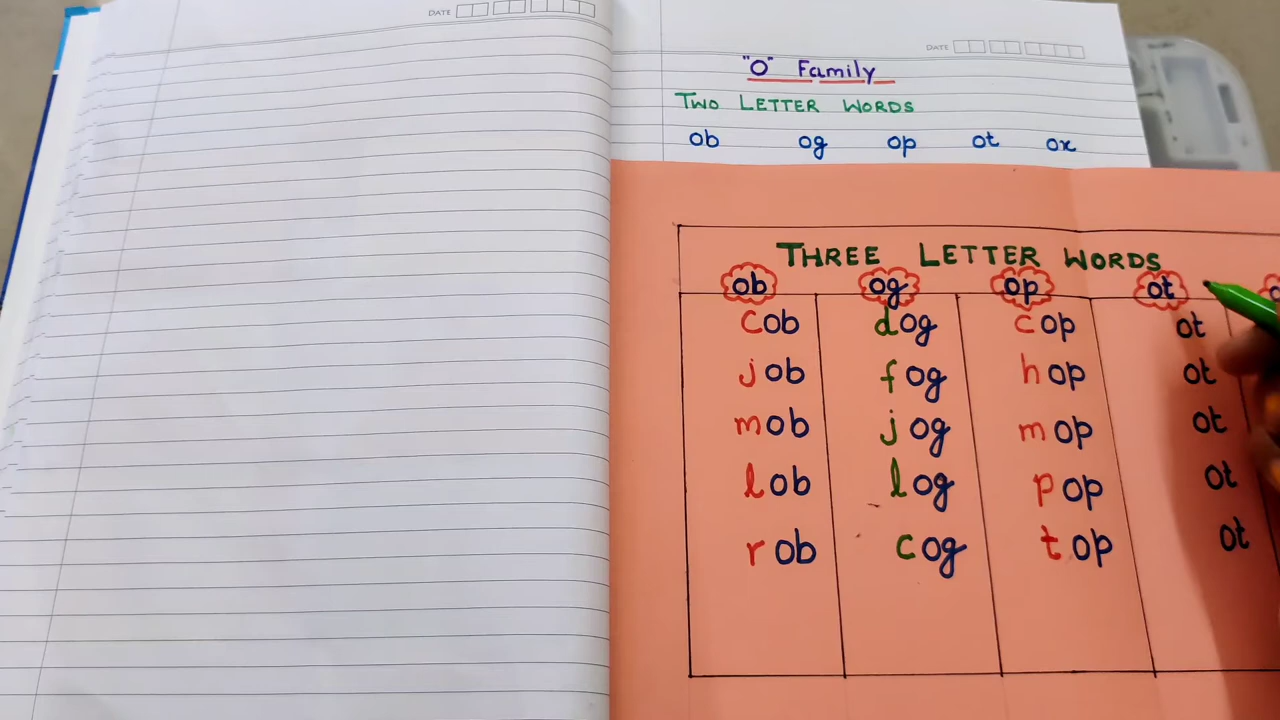 DATE
DATE
"O" Family
TWO LETTER WORDS
ob og op ot ox
THREE LETTER WORDS
ob og op ot
cob dog cop ot
job fog hop ot
mob jog mop ot
lob log pop ot
rob cog top ot